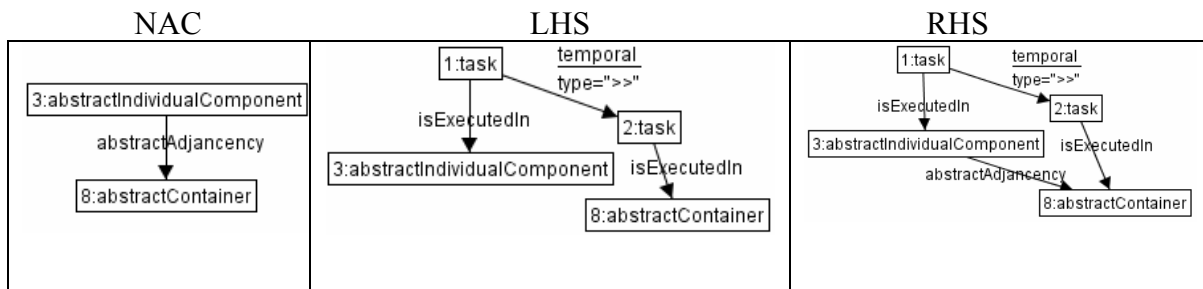 NAC
LHS
RHS
3:abstractIndividualComponent
abstractAdjancency
8:abstractContainer
1:task
temporal
type=">>"
isExecutedIn
2:task
3:abstractIndividualComponent
isExecutedIn
8:abstractContainer
1:task
temporal
type=">>"
isExecutedIn
2:task
3:abstractIndividualComponent
isExecutedIn
abstractAdjancency
8:abstractContainer